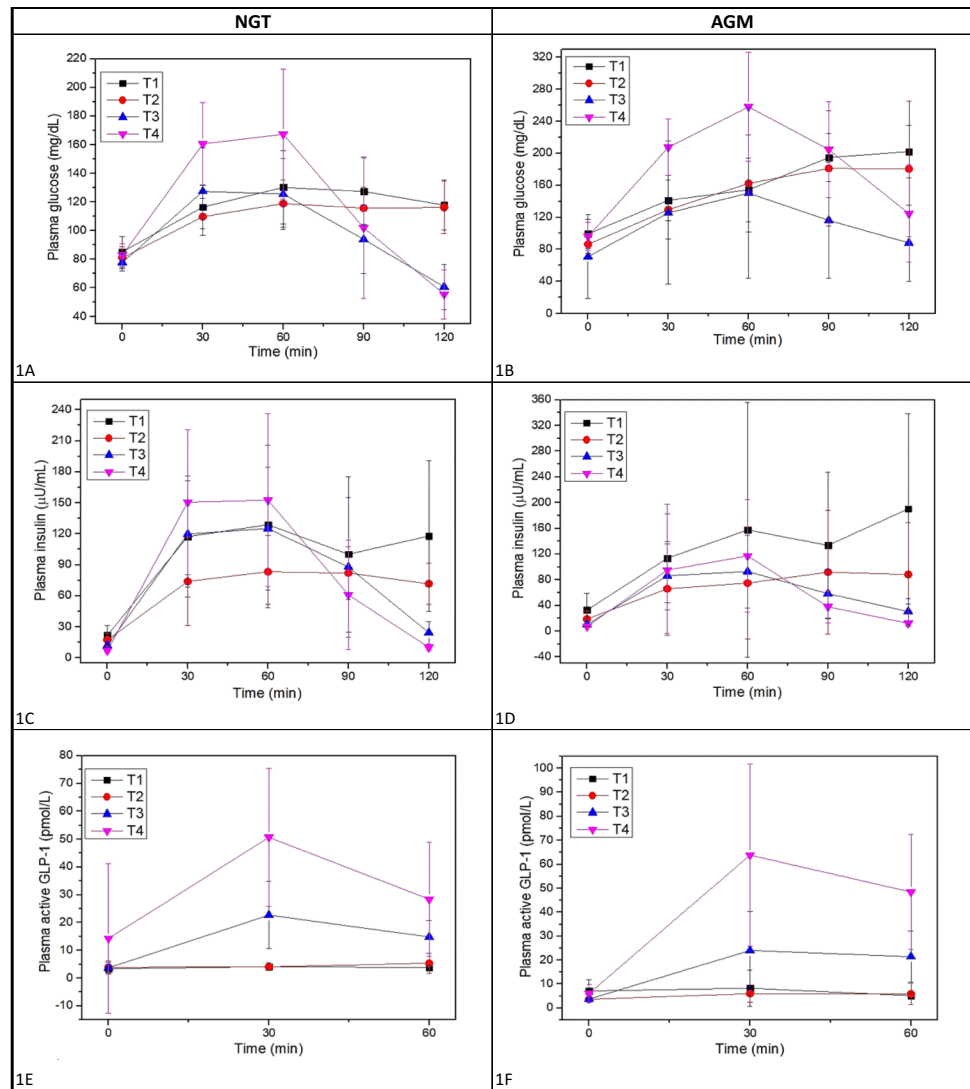 NGT
AGM
Plasma glucose (mg/dL)
220
200
180
160
140
120
100
80
60
40
T1
T2
T3
T4
0 30 60 90 120
Time (min)
1A
Plasma glucose (mg/dL)
320
280
240
200
160
120
80
40
0
T1
T2
T3
T4
0 30 60 90 120
Time (min)
1B
Plasma insulin (μU/mL)
240
210
180
150
120
90
60
30
0
T1
T2
T3
T4
0 30 60 90 120
Time (min)
1C
Plasma insulin (μU/mL)
360
320
280
240
200
160
120
80
40
0
-40
T1
T2
T3
T4
0 30 60 90 120
Time (min)
1D
Plasma active GLP-1 (pmol/L)
80
70
60
50
40
30
20
10
0
-10
T1
T2
T3
T4
0 30 60
Time (min)
1E
Plasma active GLP-1 (pmol/L)
100
90
80
70
60
50
40
30
20
10
0
T1
T2
T3
T4
0 30 60
Time (min)
1F